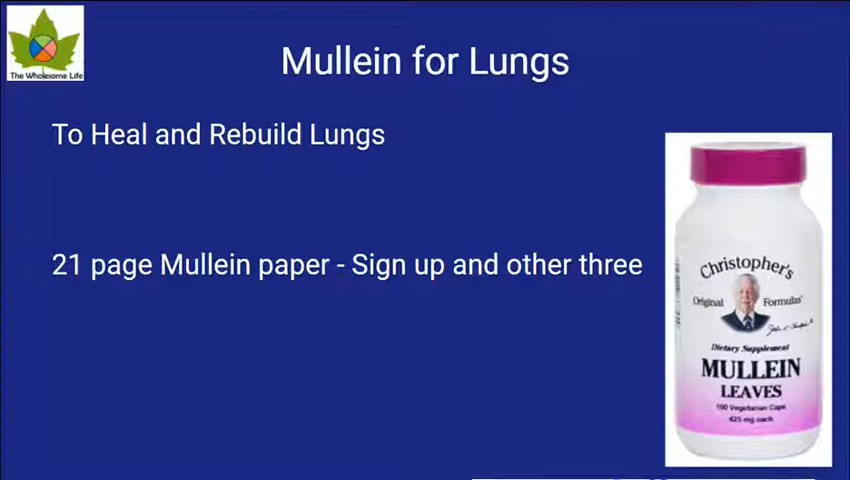 The Wholesome Life
Mullein for Lungs
To Heal and Rebuild Lungs
21 page Mullein paper - Sign up and other three
Christopher's
Original Formulas'
Dietary Supplement
MULLEIN
LEAVES
100 Vegetarian Caps
425 mg each